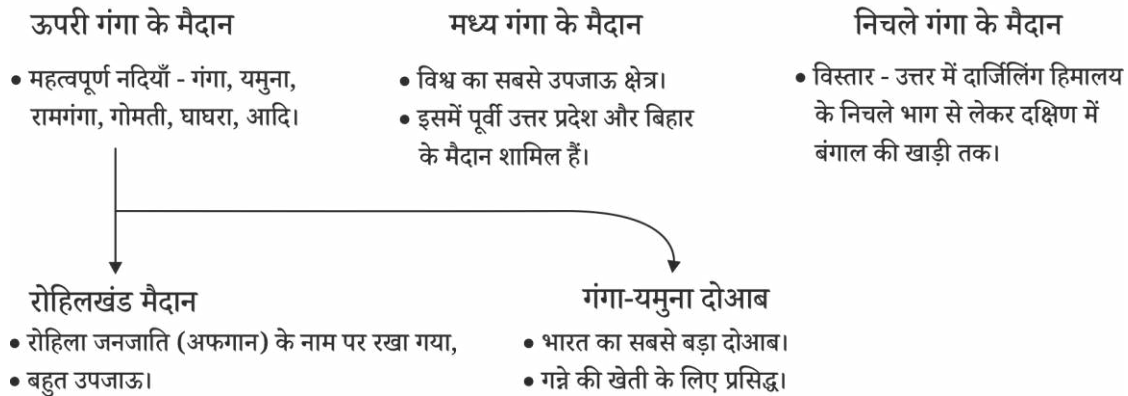 ऊपरी गंगा के मैदान
• महत्वपूर्ण नदियाँ - गंगा, यमुना,
रामगंगा, गोमती, घाघरा, आदि।
मध्य गंगा के मैदान
• विश्व का सबसे उपजाऊ क्षेत्र।
• इसमें पूर्वी उत्तर प्रदेश और बिहार
के मैदान शामिल हैं।
निचले गंगा के मैदान
• विस्तार - उत्तर में दार्जिलिंग हिमालय
के निचले भाग से लेकर दक्षिण में
बंगाल की खाड़ी तक।
रोहिलखंड मैदान
• रोहिला जनजाति (अफगान) के नाम पर रखा गया,
• बहुत उपजाऊ।
गंगा-यमुना दोआब
• भारत का सबसे बड़ा दोआब।
• गन्ने की खेती के लिए प्रसिद्ध।